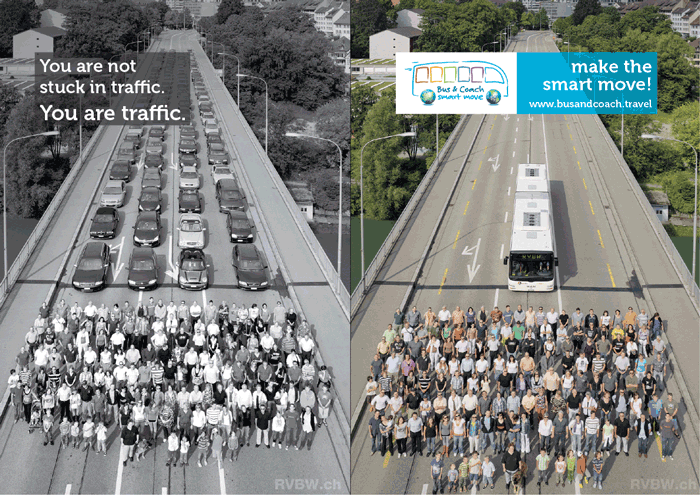 You are not
stuck in traffic.
You are traffic.
RVBW.ch
Bus & Coach
smart move
make the
smart move!
www.busandcoach.travel
RVBW
RVBW.ch